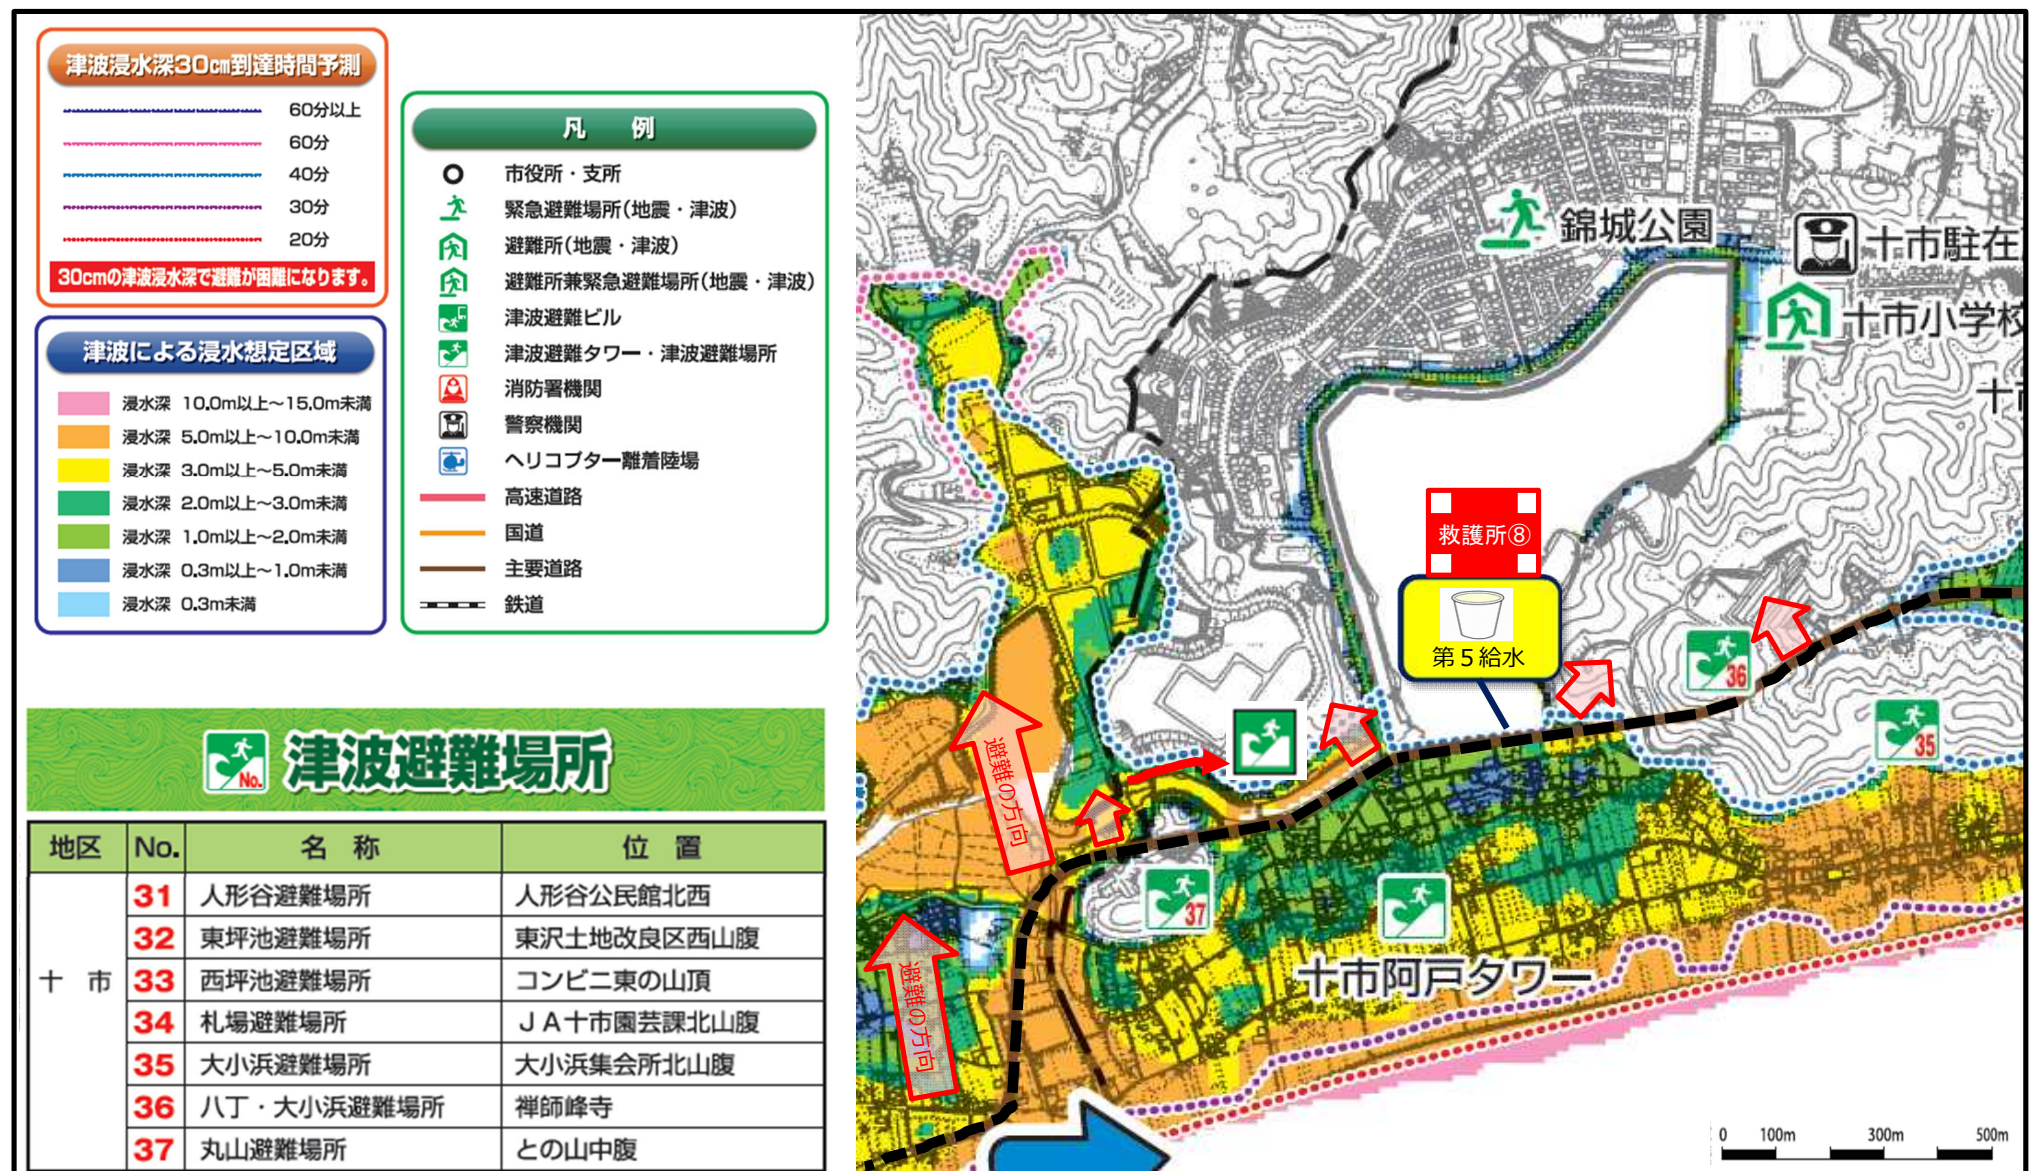 津波浸水深30cm到達時間予測
60分以上
60分
40分
30分
20分
30cmの津波浸水深で避難が困難になります。
津波による浸水想定区域
浸水深 10.0m以上～15.0m未満
浸水深 5.0m以上～10.0m未満
浸水深 3.0m以上～5.0m未満
浸水深 2.0m以上～3.0m未満
浸水深 1.0m以上～2.0m未満
浸水深 0.3m以上～1.0m未満
浸水深 0.3m未満
凡 例
市役所・支所
緊急避難場所(地震・津波)
避難所(地震・津波)
避難所兼緊急避難場所(地震・津波)
津波避難ビル
津波避難タワー・津波避難場所
消防署機関
警察機関
ヘリコプター離着陸場
高速道路
国道
主要道路
鉄道
No. 津波避難場所
地区 No. 名 称 位 置
十 市
31 人形谷避難場所 人形谷公民館北西
32 東坪池避難場所 東沢土地改良区西山腹
33 西坪池避難場所 コンビニ東の山頂
34 札場避難場所 ＪＡ十市園芸課北山腹
35 大小浜避難場所 大小浜集会所北山腹
36 八丁・大小浜避難場所 禅師峰寺
37 丸山避難場所 との山中腹
錦城公園
十市駐在
十市小学校
十市
救護所⑧
第５給水
36
35
避難の方向
37
十市阿戸タワー
避難の方向
0 100m 300m 500m